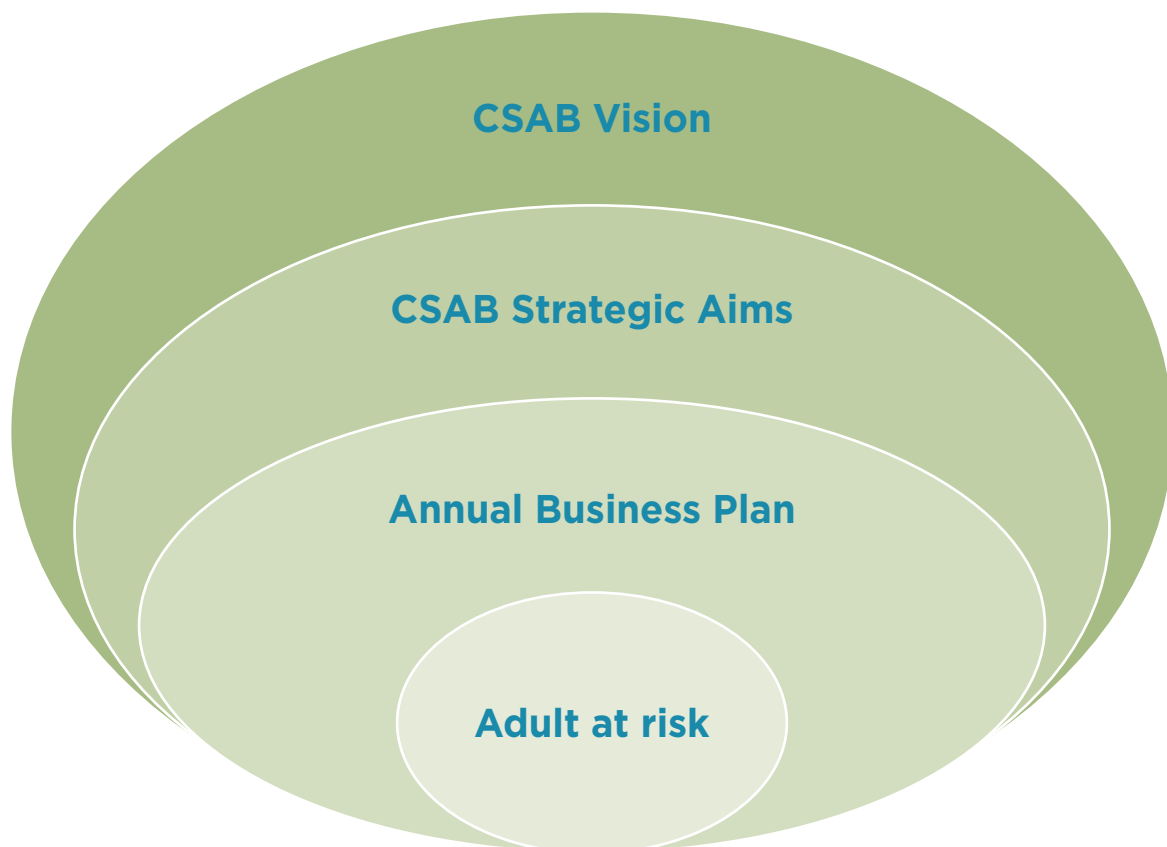 CSAB Vision
CSAB Strategic Aims
Annual Business Plan
Adult at risk